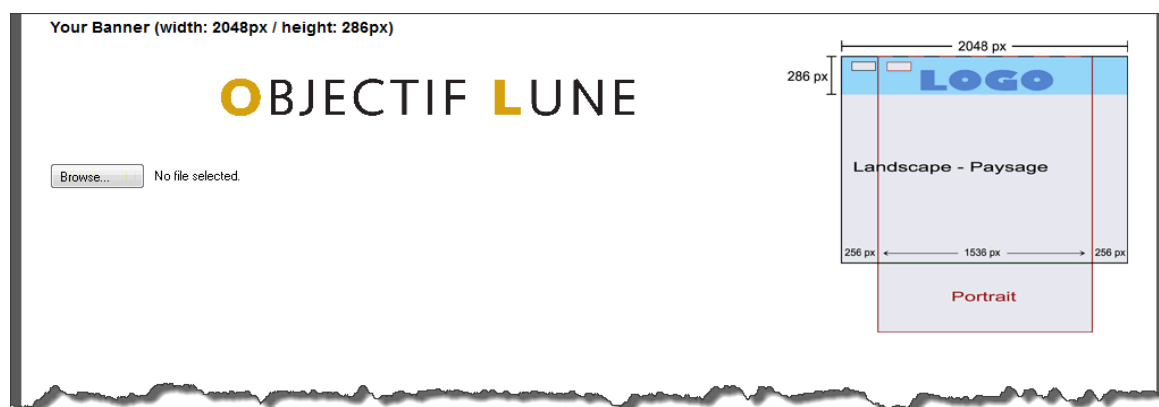 Your Banner (width: 2048px / height: 286px)
OBJECTIF LUNE
Browse... No file selected.
2048 px
286 px
LOGO
Landscape - Paysage
256 px 1536 px 256 px
Portrait